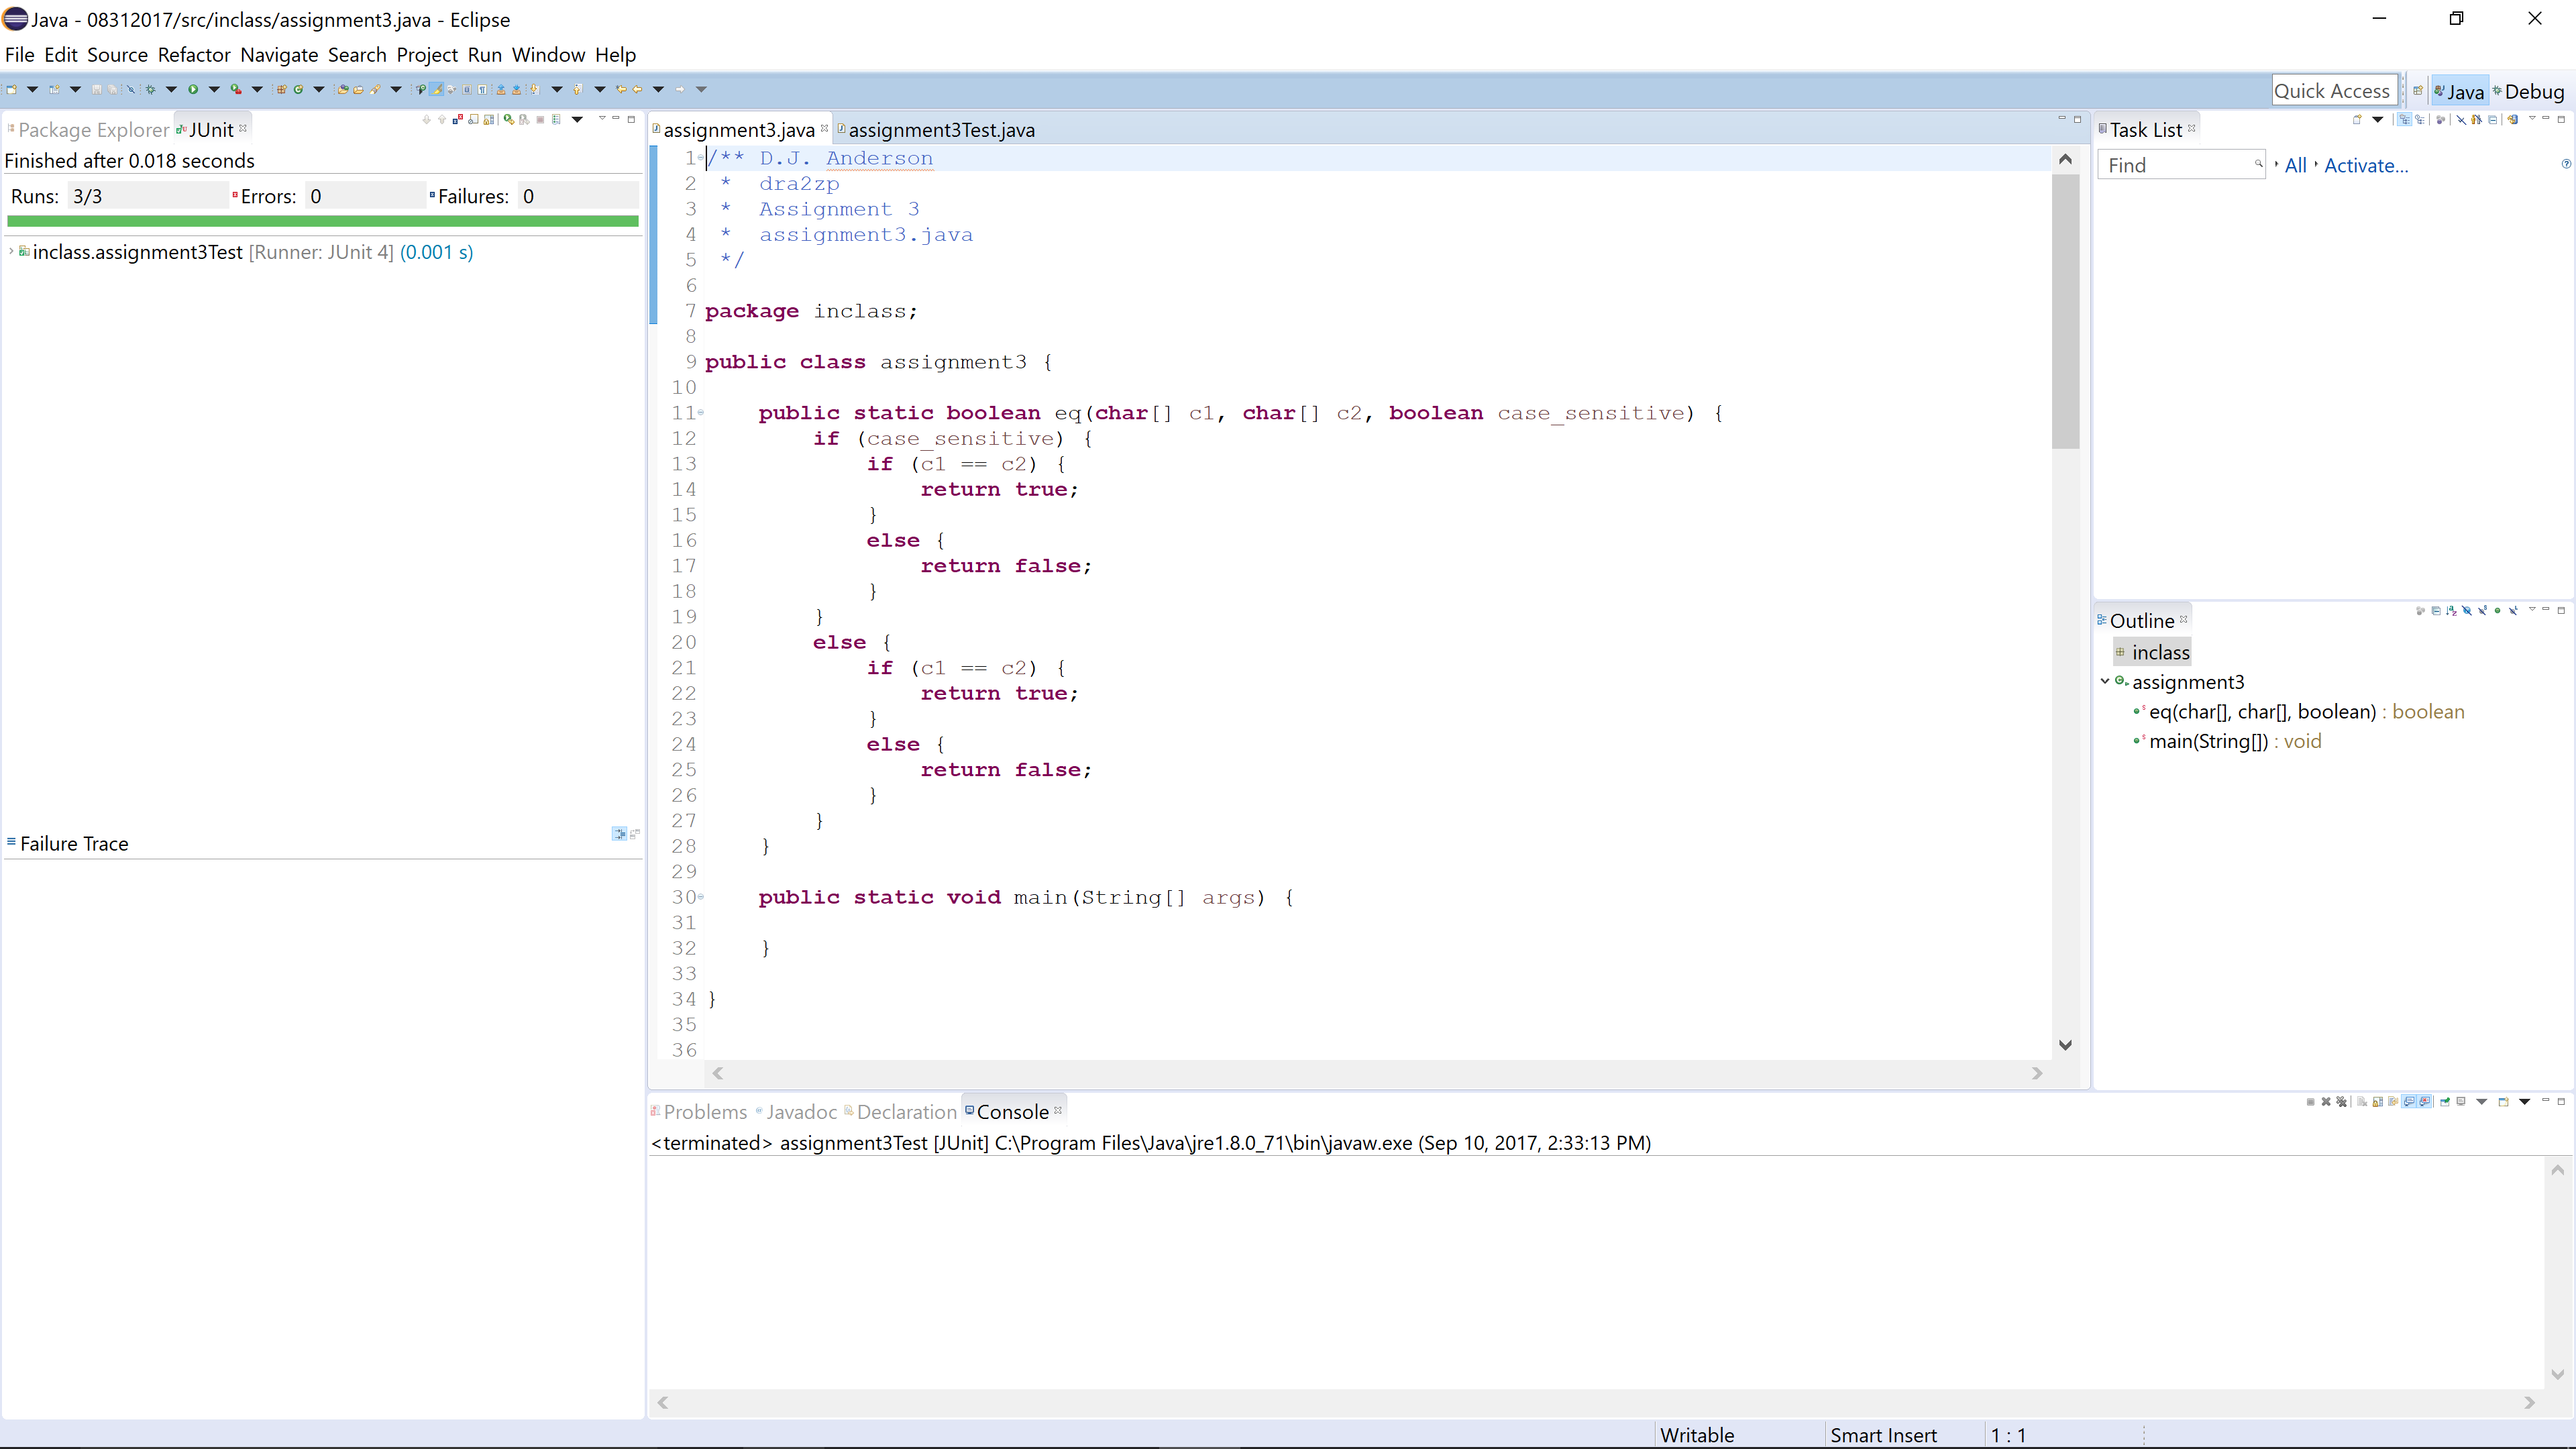 Java - 08312017/src/inclass/assignment3.java - Eclipse
File Edit Source Refactor Navigate Search Project Run Window Help
Quick Access Java Debug
Package Explorer JUnit
Finished after 0.018 seconds
Runs: 3/3 Errors: 0 Failures: 0
inclass.assignment3Test [Runner: JUnit 4] (0.001 s)
Failure Trace
assignment3.java assignment3Test.java
1 /** D.J. Anderson
2 * dra2zp
3 * Assignment 3
4 * assignment3.java
5 */
6
7 package inclass;
8
9 public class assignment3 {
10
11 public static boolean eq(char[] c1, char[] c2, boolean case_sensitive) {
12 if (case_sensitive) {
13 if (c1 == c2) {
14 return true;
15 }
16 else {
17 return false;
18 }
19 }
20 else {
21 if (c1 == c2) {
22 return true;
23 }
24 else {
25 return false;
26 }
27 }
28 }
29
30 public static void main(String[] args) {
31
32 }
33
34 }
35
36
Task List
Find All Activate...
Outline
inclass
assignment3
eq(char[], char[], boolean) : boolean
main(String[]) : void
Problems Javadoc Declaration Console
<terminated> assignment3Test [JUnit] C:\Program Files\Java\jre1.8.0_71\bin\javaw.exe (Sep 10, 2017, 2:33:13 PM)
Writable Smart Insert 1 : 1